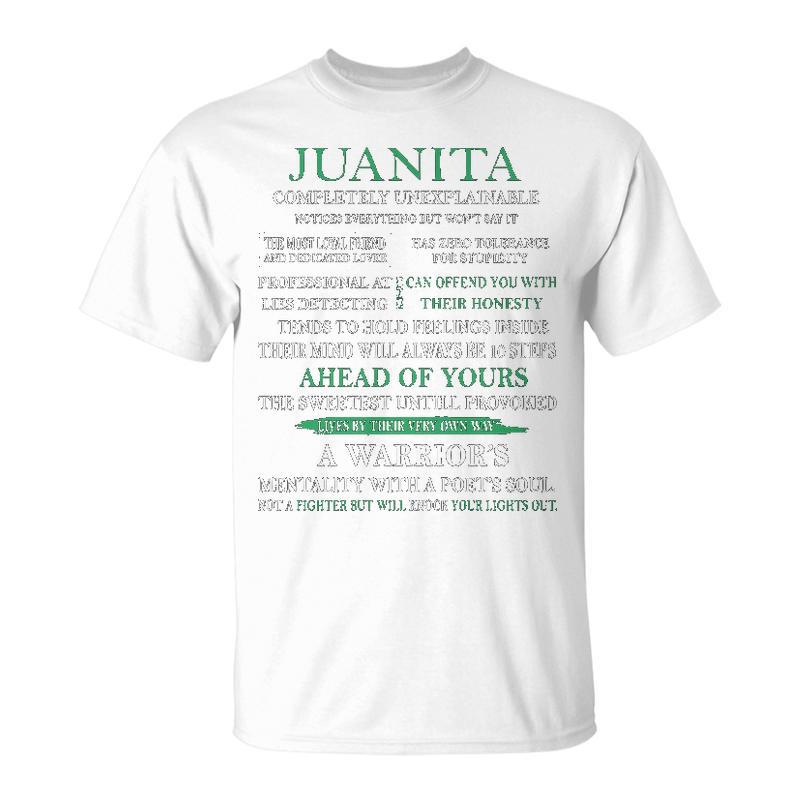 JUANITA
COMPLETELY UNEXPLAINABLE
NOTICES EVERYTHING BUT WON'T SAY IT
THE MOST LOYAL FRIEND
AND DEDICATED LOVER
HAS ZERO TOLERANCE
FOR STUPIDITY
PROFESSIONAL AT
LIES DETECTING
CAN OFFEND YOU WITH
THEIR HONESTY
TENDS TO HOLD FEELINGS INSIDE
THEIR MIND WILL ALWAYS BE 10 STEPS
AHEAD OF YOURS
THE SWEETEST UNTILL PROVOKED
LIVES BY THEIR VERY OWN WAY
A WARRIOR'S
MENTALITY WITH A POET'S SOUL
NOT A FIGHTER BUT WILL KNOCK YOUR LIGHTS OUT.